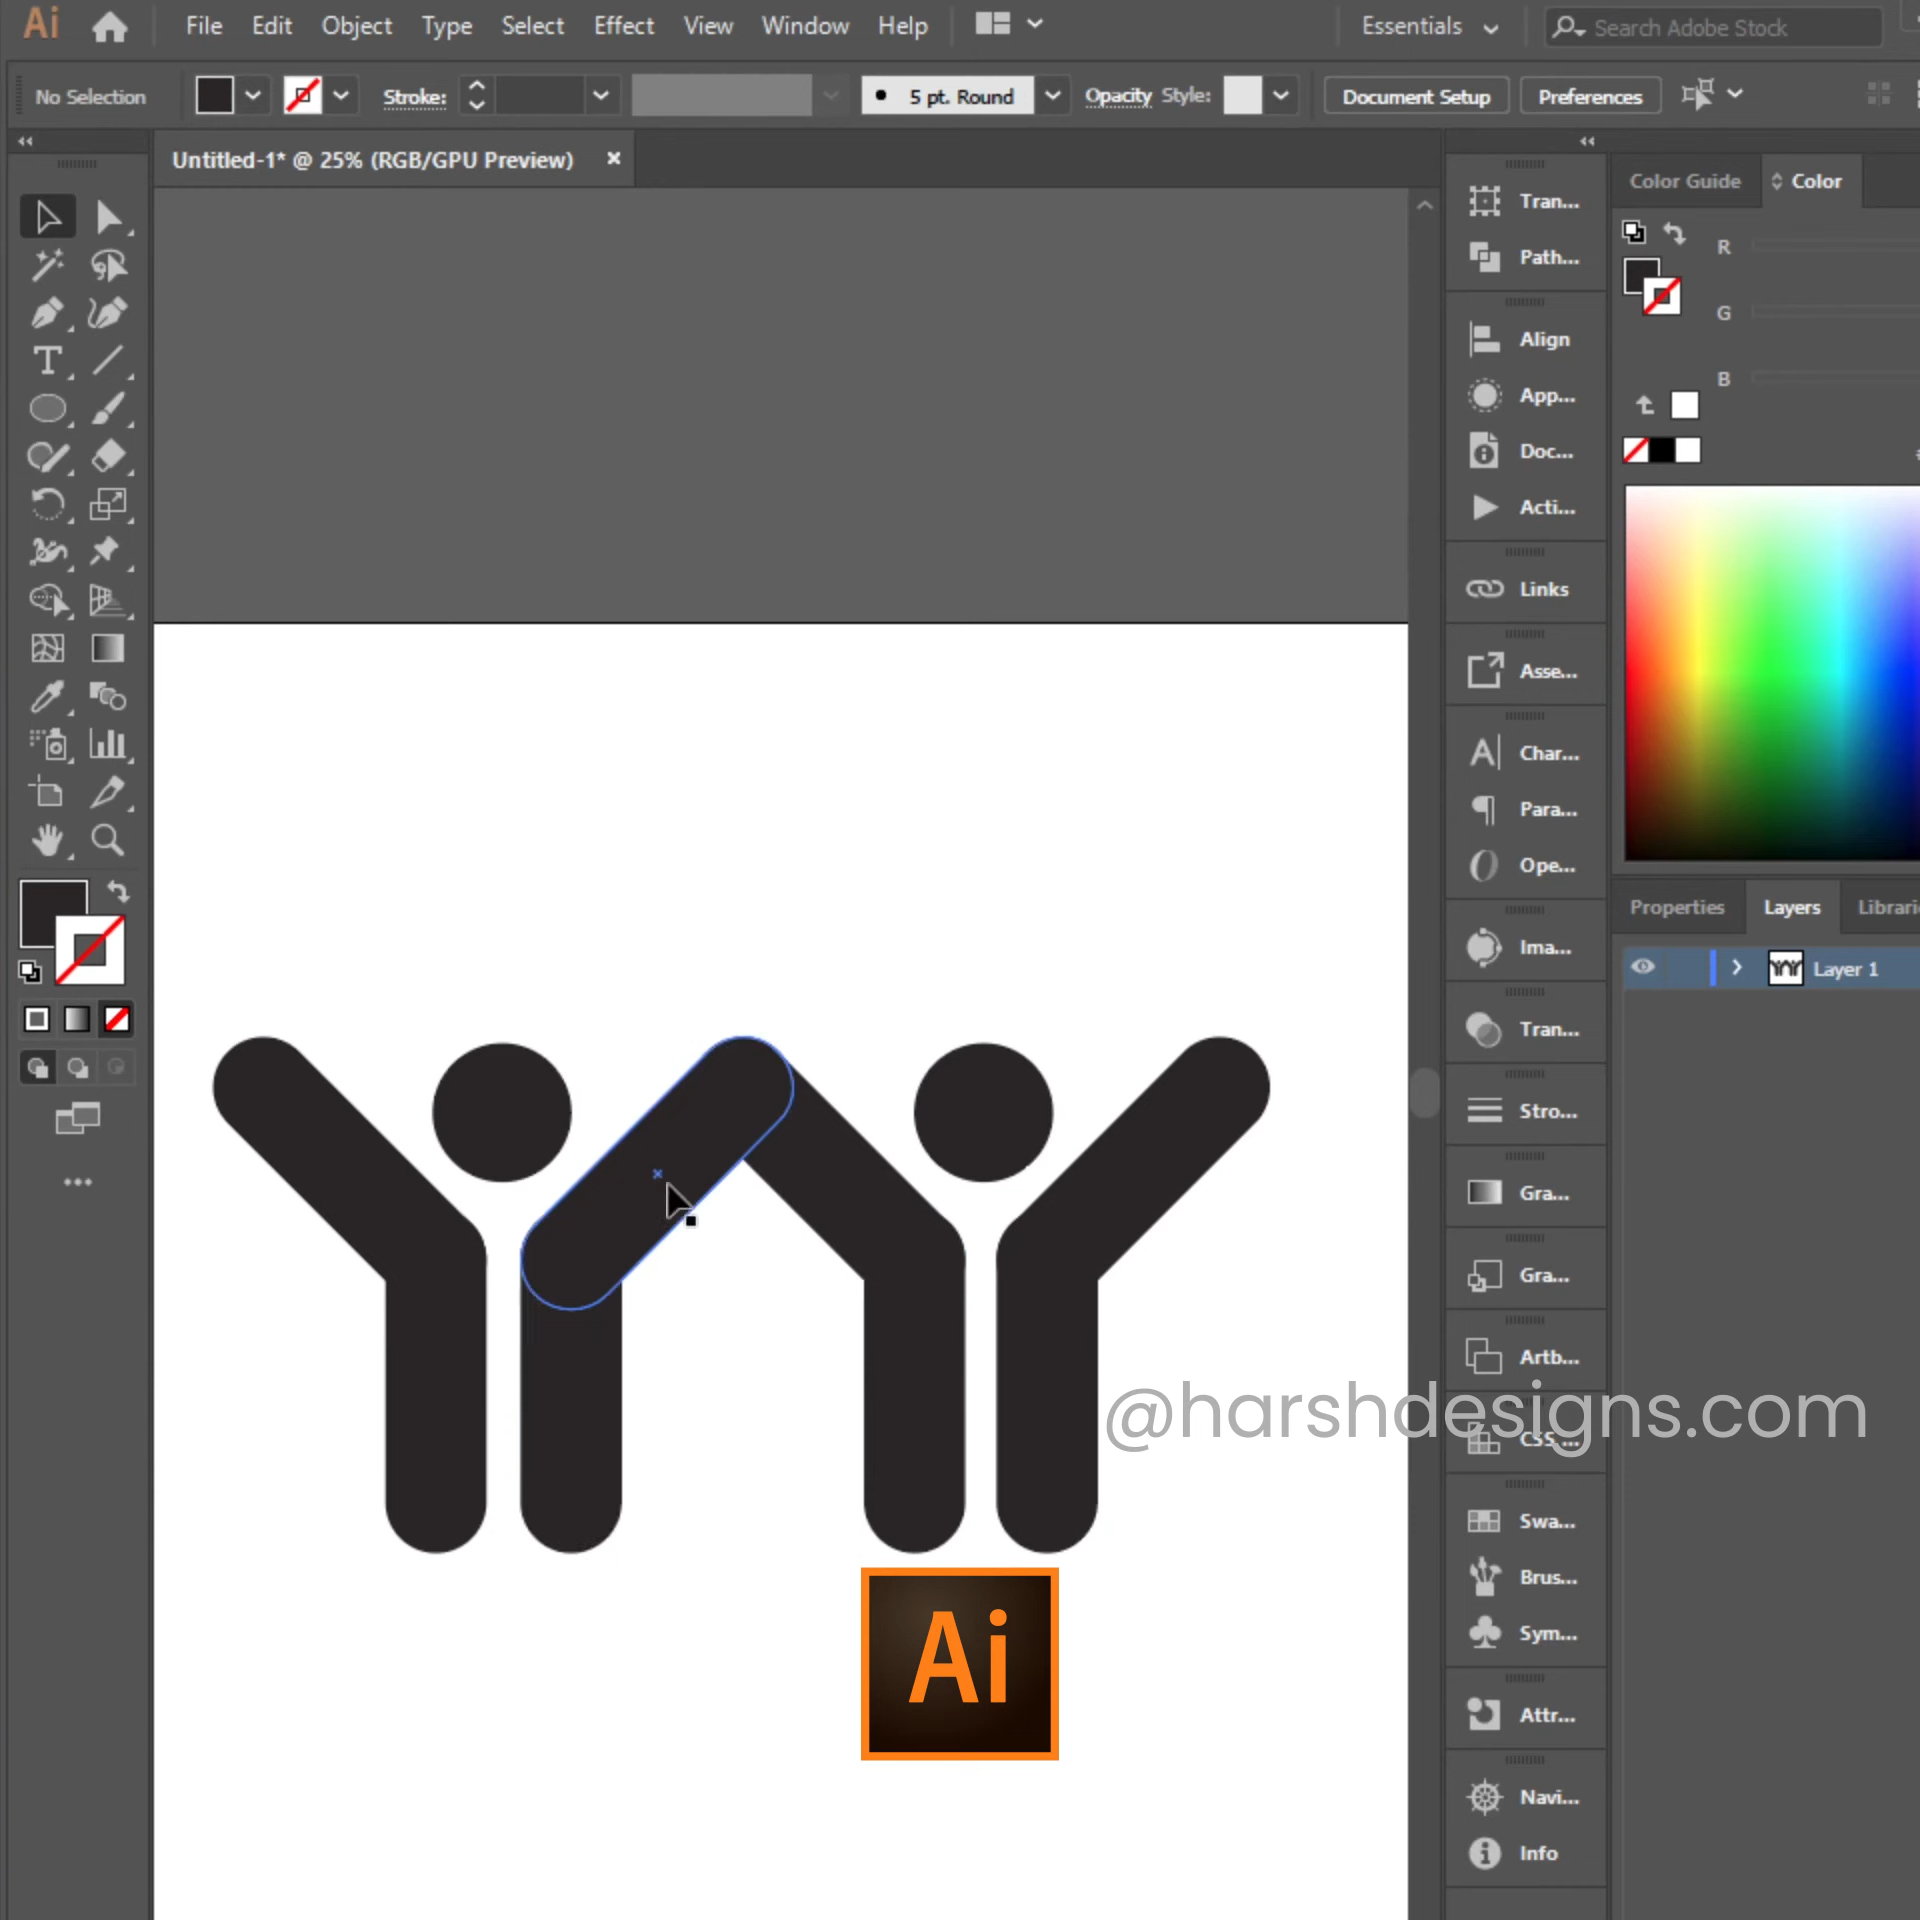 Ai File Edit Object Type Select Effect View Window Help Essentials Search Adobe Stock
No Selection Stroke: 5 pt. Round Opacity Style: Document Setup Preferences
Untitled-1* @ 25% (RGB/GPU Preview)
Color Guide Color
Tran...
Path...
R
G
B
Align
App...
Doc...
Acti...
Links
Asse...
Char...
Para...
Ope...
Properties Layers Librari
Ima...
Layer 1
Tran...
Stro...
Gra...
Gra...
Artb...
@harshdesigns.com
CSS ...
Swa...
Brus...
Sym...
Ai
Attr...
Navi...
Info